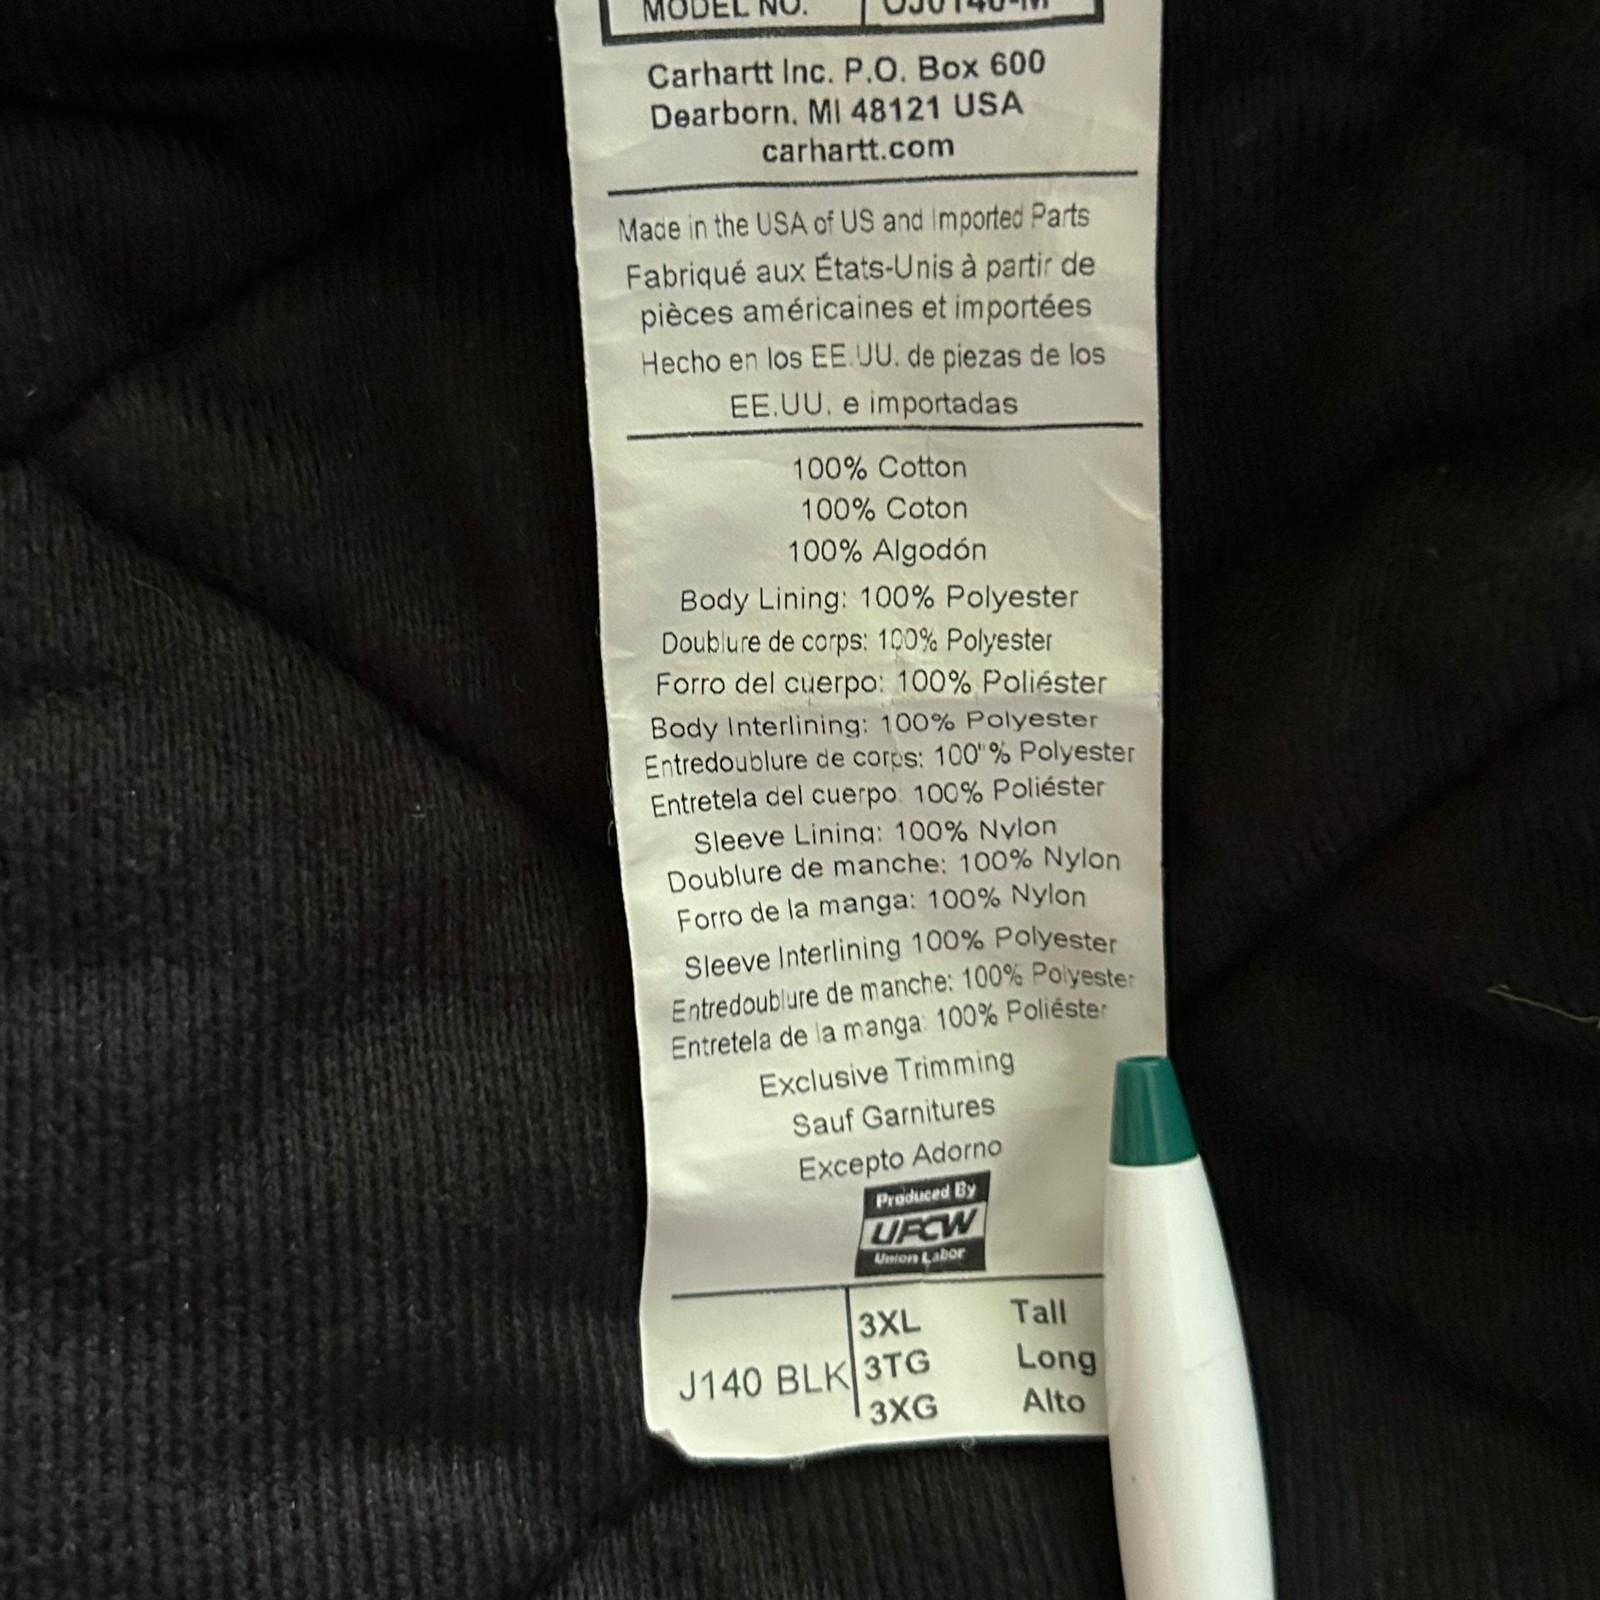 MODEL NO. OJ0140-M
Carhartt Inc. P.O. Box 600
Dearborn, MI 48121 USA
carhartt.com
Made in the USA of US and Imported Parts
Fabriqué aux États-Unis à partir de
pièces américaines et importées
Hecho en los EE.UU. de piezas de los
EE.UU. e importadas
100% Cotton
100% Coton
100% Algodón
Body Lining: 100% Polyester
Doublure de corps: 100% Polyester
Forro del cuerpo: 100% Poliéster
Body Interlining: 100% Polyester
Entredoublure de corps: 100"% Polyester
Entretela del cuerpo: 100% Poliéster
Sleeve Lining: 100% Nylon
Doublure de manche: 100% Nylon
Forro de la manga: 100% Nylon
Sleeve Interlining 100% Polyester
Entredoublure de manche: 100% Polyester
Entretela de la manga: 100% Poliéster
Exclusive Trimming
Sauf Garnitures
Excepto Adorno
Produced By
UFCW
Union Labor
3XL Tall
J140 BLK 3TG Long
3XG Alto